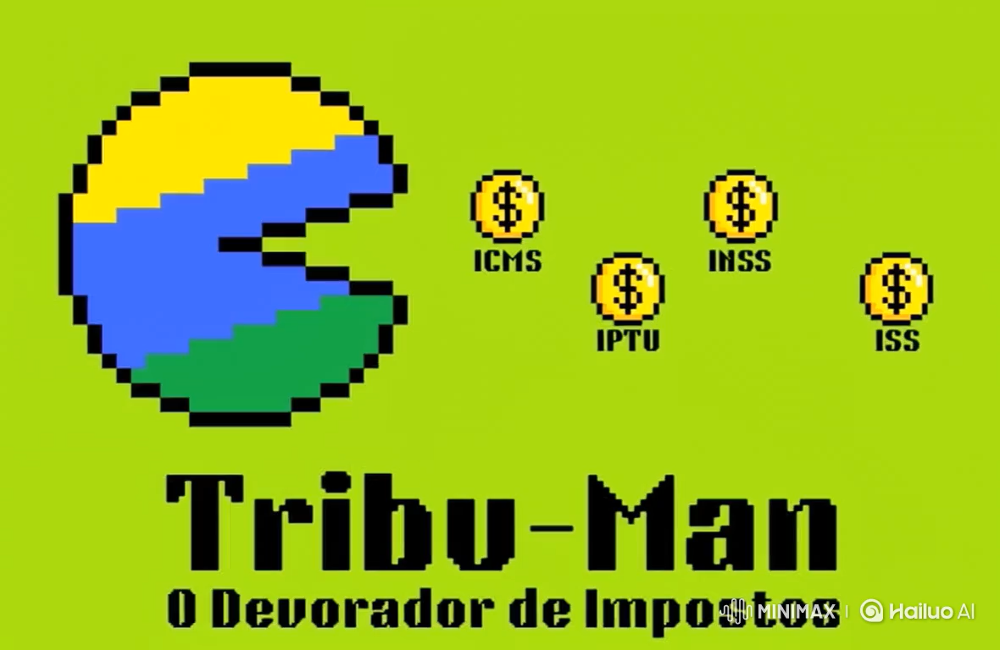 ICMS
INSS
IPTU
ISS
Tribu-Man
O Devorador de Impostos
MINIMAX | Hailuo AI